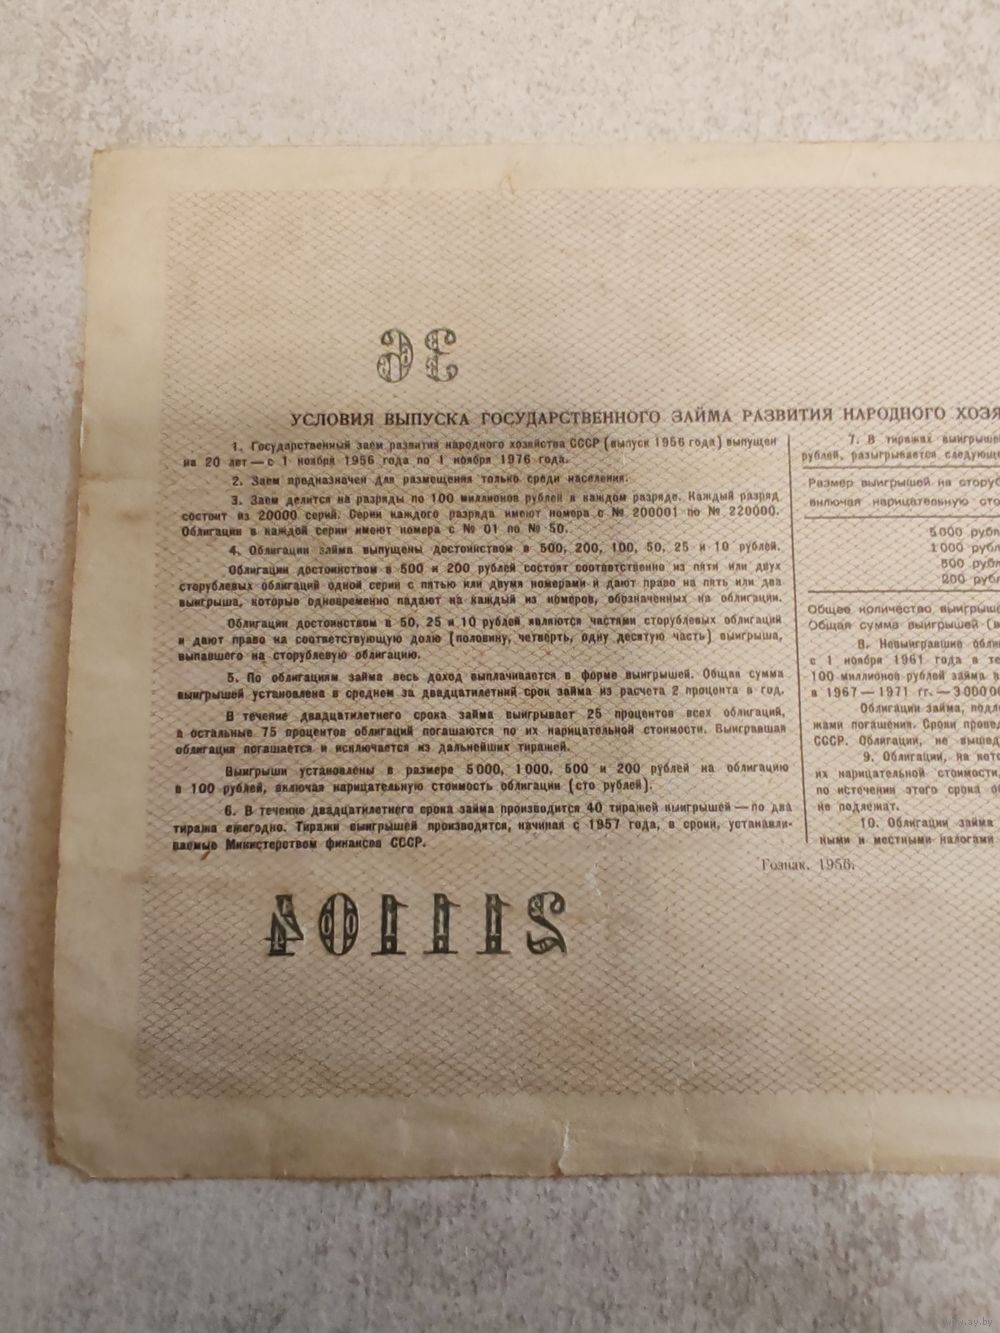 36
УСЛОВИЯ ВЫПУСКА ГОСУДАРСТВЕННОГО ЗАЙМА РАЗВИТИЯ НАРОДНОГО ХОЗЯ
1. Государственный заем развития народного хозяйства СССР (выпуск 1956 года) выпущен
на 20 лет — с 1 ноября 1956 года по 1 ноября 1976 года.
2. Заем предназначен для размещения только среди населения.
3. Заем делится на разряды по 100 миллионов рублей в каждом разряде. Каждый разряд
состоит из 20000 серий. Серии каждого разряда имеют номера с № 200001 по № 220000.
Облигации в каждой серии имеют номера с № 01 по № 50.
4. Облигации займа выпущены достоинством в 500, 200, 100, 50, 25 и 10 рублей.
Облигации достоинством в 500 и 200 рублей состоят соответственно из пяти или двух
сторублевых облигаций одной серии с пятью или двумя номерами и дают право на пять или два
выигрыша, которые одновременно падают на каждый из номеров, обозначенных на облигации.
Облигации достоинством в 50, 25 и 10 рублей являются частями сторублевых облигаций
и дают право на соответствующую долю (половину, четверть, одну десятую часть) выигрыша,
выпавшего на сторублевую облигацию.
5. По облигациям займа весь доход выплачивается в форме выигрышей. Общая сумма
выигрышей установлена в среднем за двадцатилетний срок займа из расчета 2 процента в год.
В течение двадцатилетнего срока займа выигрывает 25 процентов всех облигаций,
а остальные 75 процентов облигаций погашаются по их нарицательной стоимости. Выигравшая
облигация погашается и исключается из дальнейших тиражей.
Выигрыши установлены в размере 5000, 1000, 500 и 200 рублей на облигацию
в 100 рублей, включая нарицательную стоимость облигации (сто рублей).
6. В течение двадцатилетнего срока займа производится 40 тиражей выигрышей — по два
тиража ежегодно. Тиражи выигрышей производятся, начиная с 1957 года, в сроки, устанавли-
ваемые Министерством финансов СССР.
7. В тиражах выигрышей
рублей, разыгрывается следующе
Размер выигрышей на сторуб
включая нарицательную сто
5000 рубл
1000 рубл
500 рубл
200 рубл
Общее количество выигрыше
Общая сумма выигрышей (в
8. Невыигравшие обли
с 1 ноября 1961 года в те
100 миллионов рублей займа в
в 1967 — 1971 гг. — 300000
Облигации займа, подле
жами погашения. Сроки провед
СССР. Облигации, не вышед
9. Облигации, на кото
их нарицательной стоимости,
по истечении этого срока об
не подлежат.
10. Облигации займа
ными и местными налогами
Гознак. 1956.
211104
www.ay.by